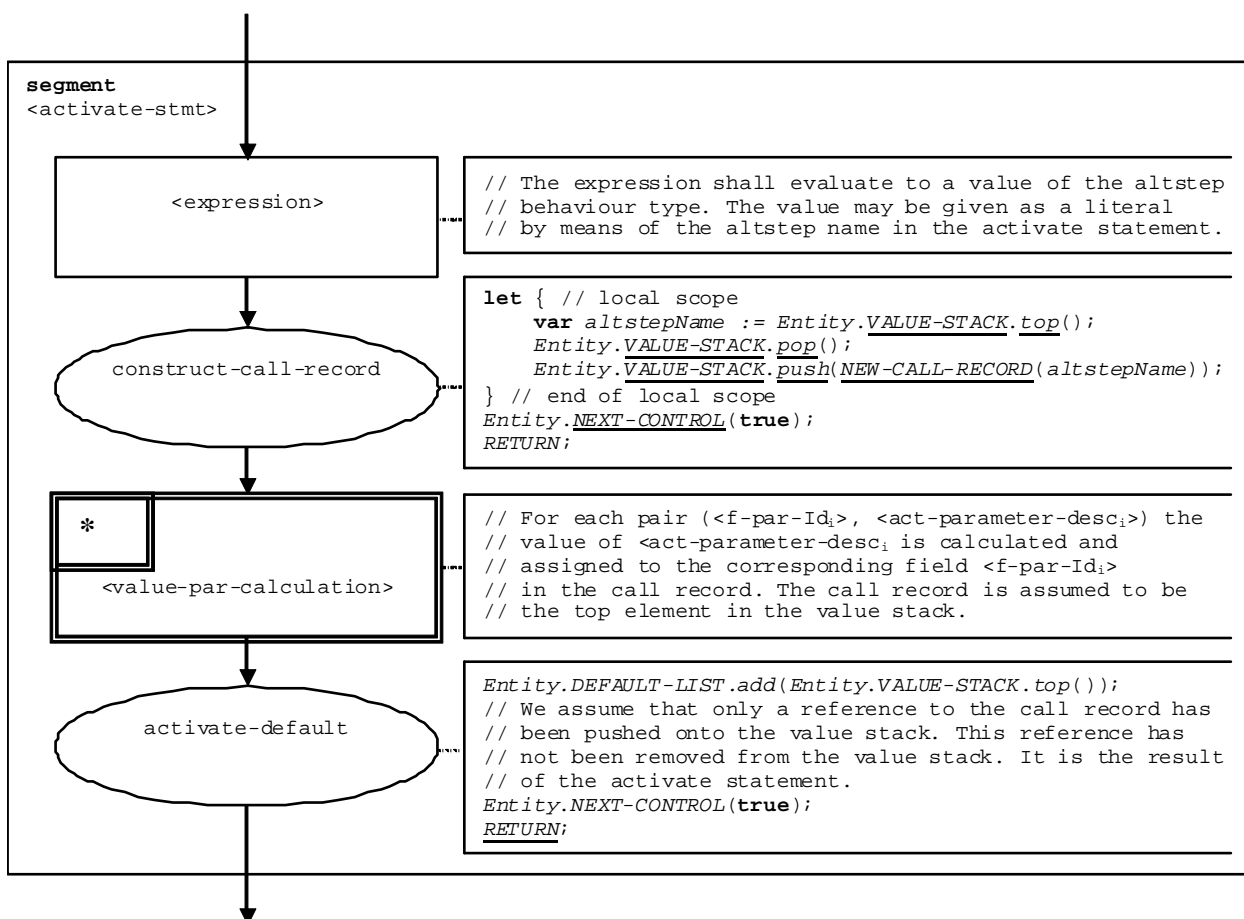 segment
<activate-stmt>
<expression>
// The expression shall evaluate to a value of the altstep
// behaviour type. The value may be given as a literal
// by means of the altstep name in the activate statement.
construct-call-record
let { // local scope
var altstepName := Entity.VALUE-STACK.top();
Entity.VALUE-STACK.pop();
Entity.VALUE-STACK.push(NEW-CALL-RECORD(altstepName));
} // end of local scope
Entity.NEXT-CONTROL(true);
RETURN;
*
<value-par-calculation>
// For each pair (<f-par-Idi>, <act-parameter-desci>) the
// value of <act-parameter-desci is calculated and
// assigned to the corresponding field <f-par-Idi>
// in the call record. The call record is assumed to be
// the top element in the value stack.
activate-default
Entity.DEFAULT-LIST.add(Entity.VALUE-STACK.top());
// We assume that only a reference to the call record has
// been pushed onto the value stack. This reference has
// not been removed from the value stack. It is the result
// of the activate statement.
Entity.NEXT-CONTROL(true);
RETURN;